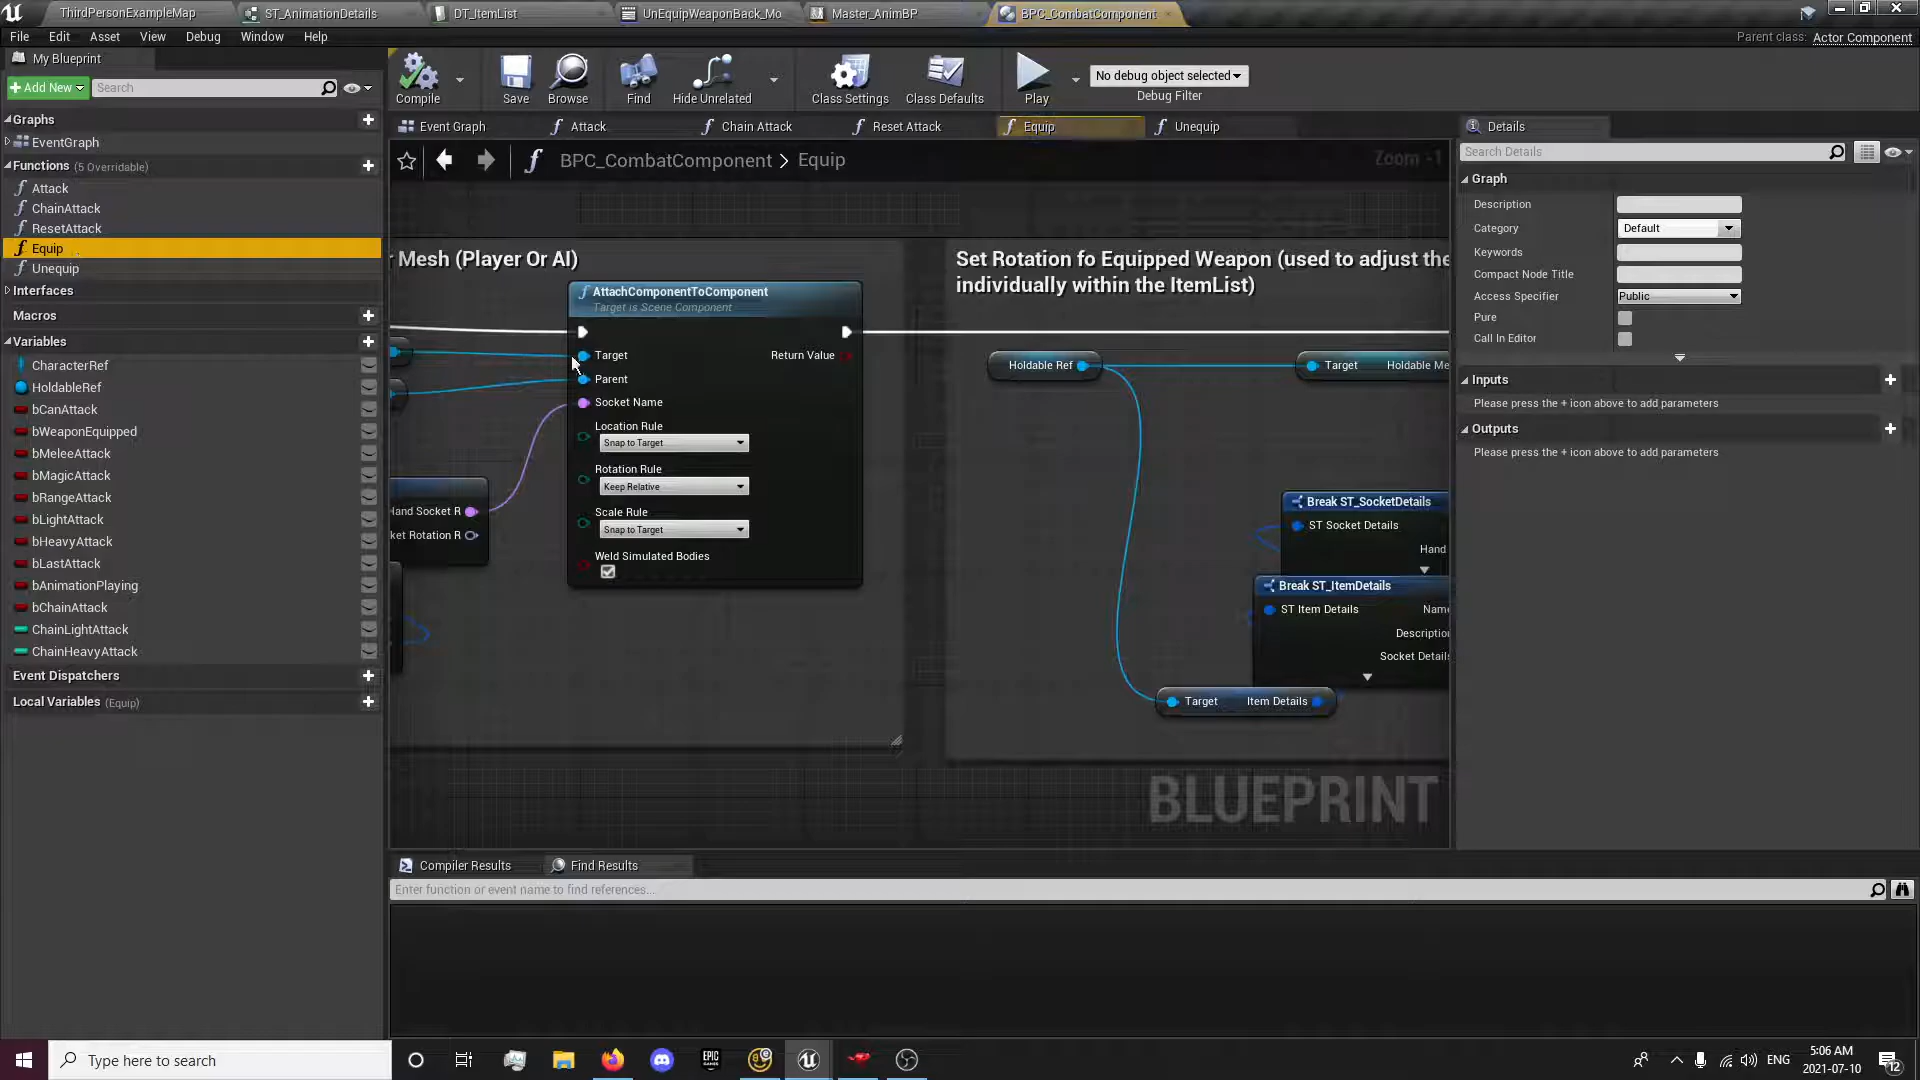 ThirdPersonExampleMap
ST_AnimationDetails
DT_ItemList
UnEquipWeaponBack_Mo
Master_AnimBP
BPC_CombatComponent
File Edit Asset View Debug Window Help
Parent class: Actor Component
My Blueprint
Add New
Search
Compile
Save
Browse
Find
Hide Unrelated
Class Settings
Class Defaults
Play
No debug object selected
Debug Filter
Graphs
EventGraph
Functions (5 Overridable)
Attack
ChainAttack
ResetAttack
Equip
Unequip
Interfaces
Macros
Variables
CharacterRef
HoldableRef
bCanAttack
bWeaponEquipped
bMeleeAttack
bMagicAttack
bRangeAttack
bLightAttack
bHeavyAttack
bLastAttack
bAnimationPlaying
bChainAttack
ChainLightAttack
ChainHeavyAttack
Event Dispatchers
Local Variables (Equip)
Event Graph
Attack
Chain Attack
Reset Attack
Equip
Unequip
BPC_CombatComponent > Equip
Zoom -1
Mesh (Player Or AI)
AttachComponentToComponent
Target is Scene Component
Target
Return Value
Parent
Socket Name
Location Rule
Snap to Target
Rotation Rule
Keep Relative
Scale Rule
Snap to Target
Weld Simulated Bodies
Hand Socket R
ket Rotation R
Set Rotation fo Equipped Weapon (used to adjust the
individually within the ItemList)
Holdable Ref
Target
Holdable Me
Break ST_SocketDetails
ST Socket Details
Hand
Break ST_ItemDetails
ST Item Details
Name
Description
Socket Details
Target
Item Details
BLUEPRINT
Details
Search Details
Graph
Description
Category
Default
Keywords
Compact Node Title
Access Specifier
Public
Pure
Call In Editor
Inputs
Please press the + icon above to add parameters
Outputs
Please press the + icon above to add parameters
Compiler Results
Find Results
Enter function or event name to find references...
Type here to search
EPIC
GAMES
ENG
5:06 AM
2021-07-10
12